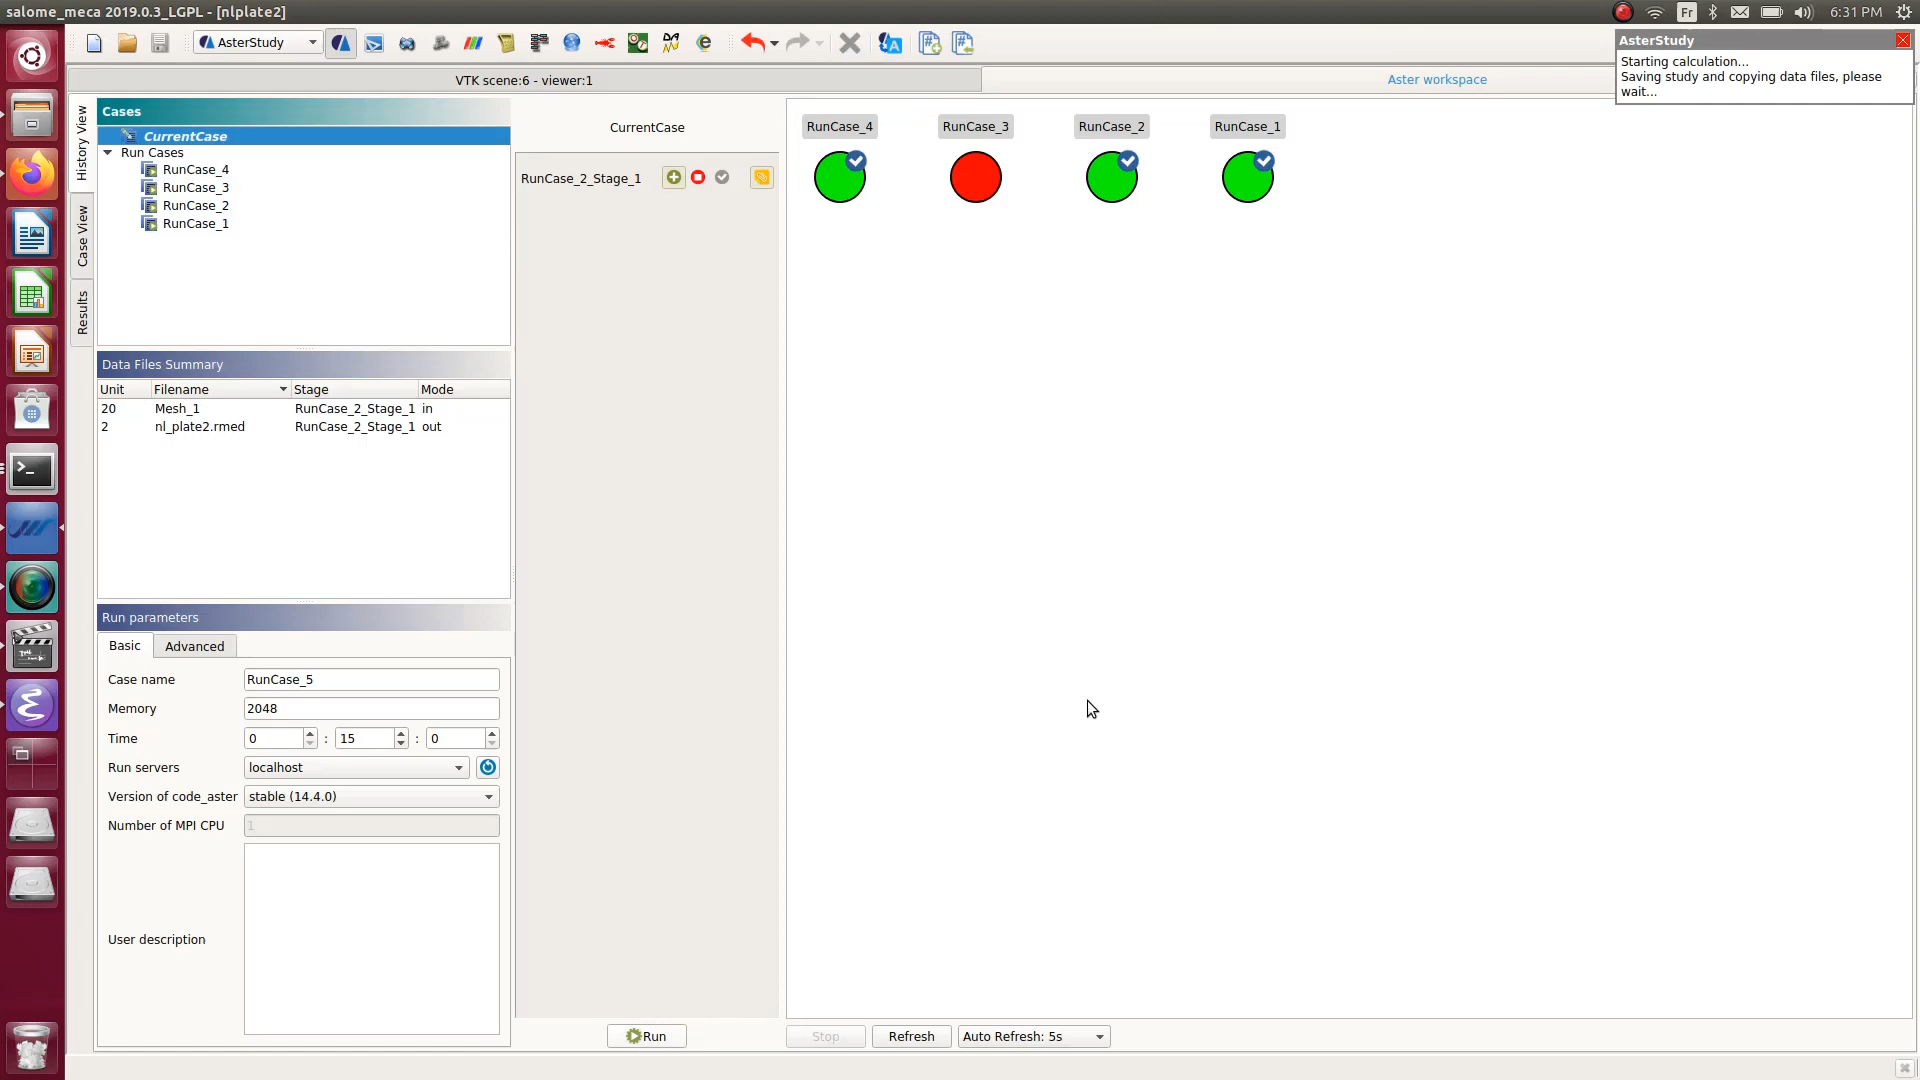 salome_meca 2019.0.3_LGPL - [nlplate2]
Fr
6:31 PM
AsterStudy
AsterStudy
Starting calculation...
Saving study and copying data files, please
wait...
VTK scene:6 - viewer:1
Aster workspace
History View
Case View
Results
Cases
CurrentCase
Run Cases
RunCase_4
RunCase_3
RunCase_2
RunCase_1
CurrentCase
RunCase_2_Stage_1
RunCase_4
RunCase_3
RunCase_2
RunCase_1
Data Files Summary
Unit Filename Stage Mode
20 Mesh_1 RunCase_2_Stage_1 in
2 nl_plate2.rmed RunCase_2_Stage_1 out
Run parameters
Basic
Advanced
Case name RunCase_5
Memory 2048
Time 0 : 15 : 0
Run servers localhost
Version of code_aster stable (14.4.0)
Number of MPI CPU 1
User description
Run
Stop
Refresh
Auto Refresh: 5s